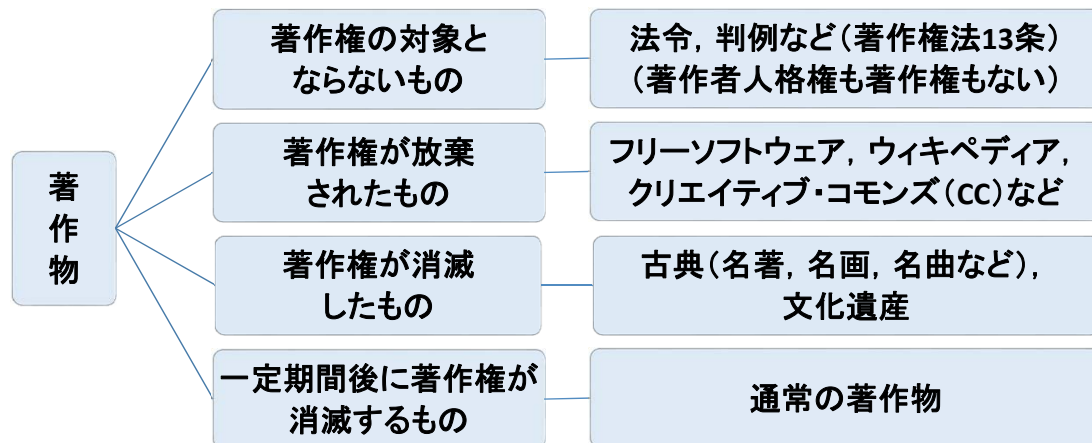 著作物
著作権の対象と
ならないもの
法令，判例など（著作権法13条）
（著作者人格権も著作権もない）
著作権が放棄
されたもの
フリーソフトウェア，ウィキペディア，
クリエイティブ・コモンズ（CC）など
著作権が消滅
したもの
古典（名著，名画，名曲など），
文化遺産
一定期間後に著作権が
消滅するもの
通常の著作物